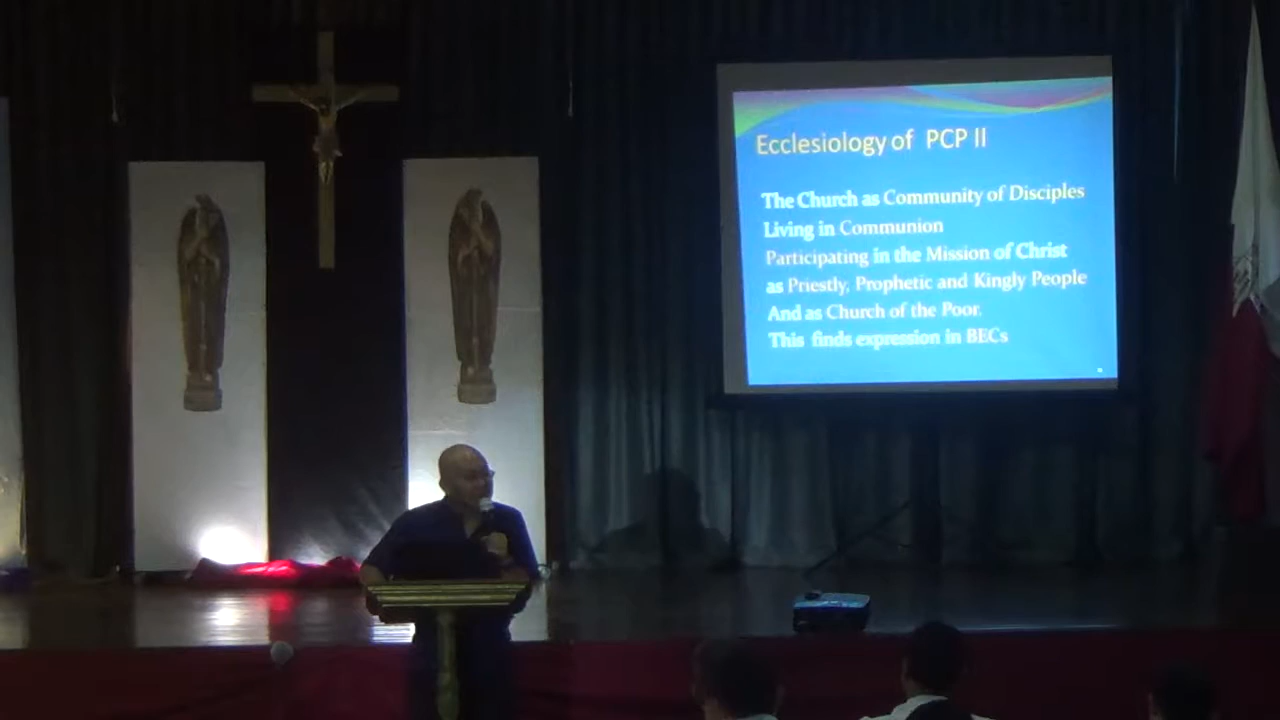 Ecclesiology of PCP II
The Church as Community of Disciples
Living in Communion
Participating in the Mission of Christ
as Priestly, Prophetic and Kingly People
And as Church of the Poor.
This finds expression in BECs